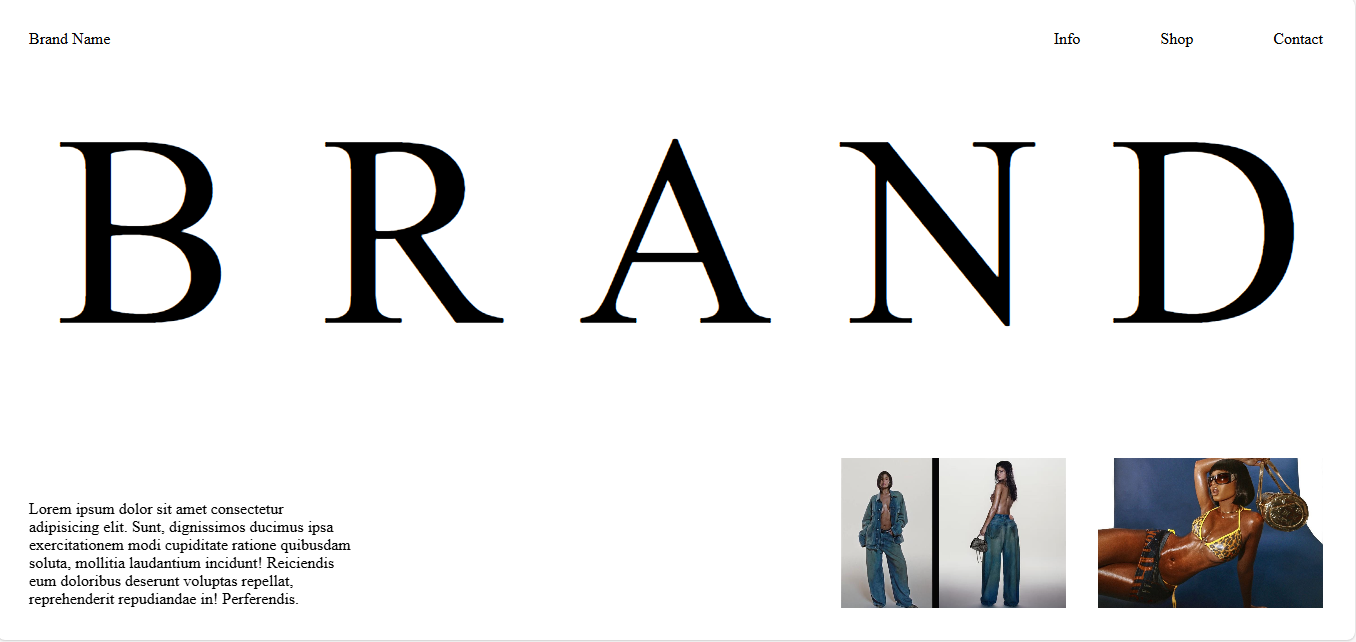 Brand Name
Info
Shop
Contact
BRAND
Lorem ipsum dolor sit amet consectetur
adipisicing elit. Sunt, dignissimos ducimus ipsa
exercitationem modi cupiditate ratione quibusdam
soluta, mollitia laudantium incidunt! Reiciendis
eum doloribus deserunt voluptas repellat,
reprehenderit repudiandae in! Perferendis.